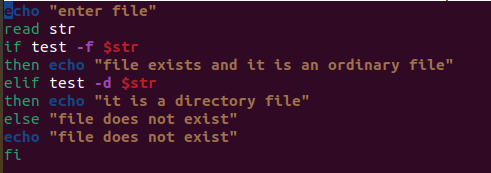 echo "enter file"
read str
if test -f $str
then echo "file exists and it is an ordinary file"
elif test -d $str
then echo "it is a directory file"
else "file does not exist"
echo "file does not exist"
fi